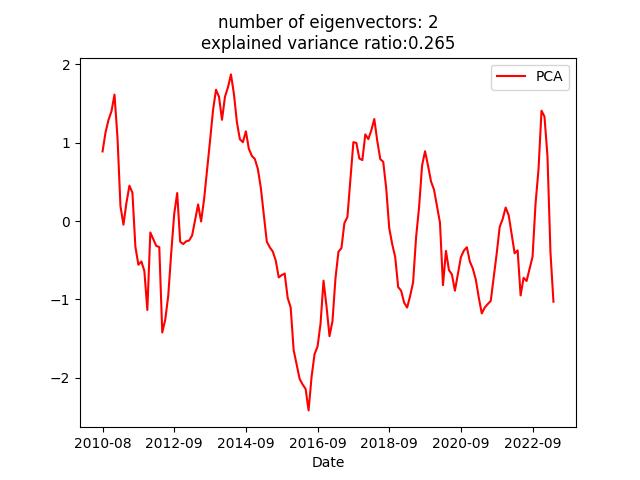 number of eigenvectors: 2
explained variance ratio:0.265
PCA
2
1
0
−1
−2
2010-08 2012-09 2014-09 2016-09 2018-09 2020-09 2022-09
Date